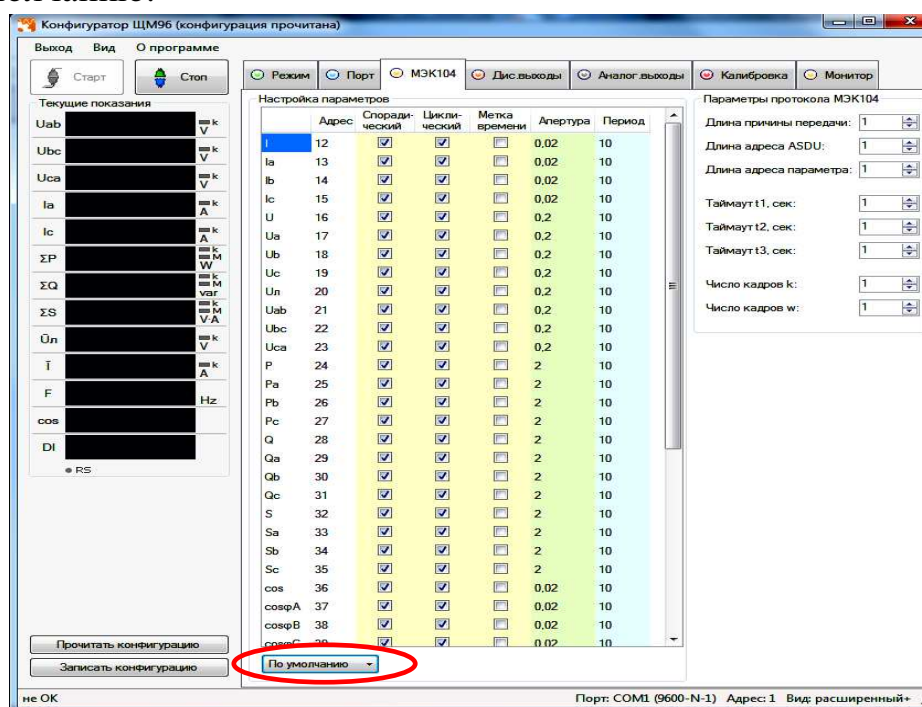 Конфигуратор ЩМ96 (конфигурация прочитана)
Выход Вид О программе
Старт Стоп
Текущие показания
Uab k V
Ubc k V
Uca k V
Ia k A
Ic k A
ΣP k M W
ΣQ k M var
ΣS k M V·A
Ūл k V
Ī k A
F Hz
cos
DI
RS
Прочитать конфигурацию
Записать конфигурацию
Режим Порт МЭК104 Дис.выходы Аналог.выходы Калибровка Монитор
Настройка параметров
Адрес Споради-ческий Цикли-ческий Метка времени Апертура Период
I 12 0,02 10
Ia 13 0,02 10
Ib 14 0,02 10
Ic 15 0,02 10
U 16 0,2 10
Ua 17 0,2 10
Ub 18 0,2 10
Uc 19 0,2 10
Uл 20 0,2 10
Uab 21 0,2 10
Ubc 22 0,2 10
Uca 23 0,2 10
P 24 2 10
Pa 25 2 10
Pb 26 2 10
Pc 27 2 10
Q 28 2 10
Qa 29 2 10
Qb 30 2 10
Qc 31 2 10
S 32 2 10
Sa 33 2 10
Sb 34 2 10
Sc 35 2 10
cos 36 0,02 10
cosφA 37 0,02 10
cosφB 38 0,02 10
cosφC 39 0,02 10
По умолчанию
Параметры протокола МЭК104
Длина причины передачи: 1
Длина адреса ASDU: 1
Длина адреса параметра: 1
Таймаут t1, сек: 1
Таймаут t2, сек: 1
Таймаут t3, сек: 1
Число кадров k: 1
Число кадров w: 1
не ОК
Порт: COM1 (9600-N-1) Адрес: 1 Вид: расширенный+